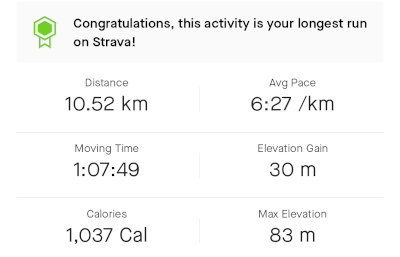 Congratulations, this activity is your longest run
on Strava!
Distance
Avg Pace
10.52 km
6:27 /km
Moving Time
Elevation Gain
1:07:49
30 m
Calories
Max Elevation
1,037 Cal
83 m